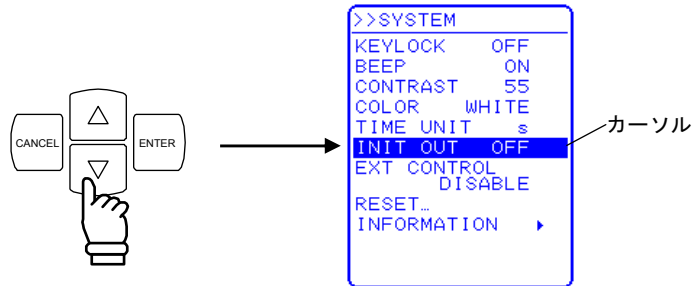 CANCEL
ENTER
>>SYSTEM
KEYLOCK OFF
BEEP ON
CONTRAST 55
COLOR WHITE
TIME UNIT s
INIT OUT OFF
EXT CONTROL
DISABLE
RESET…
INFORMATION
カーソル